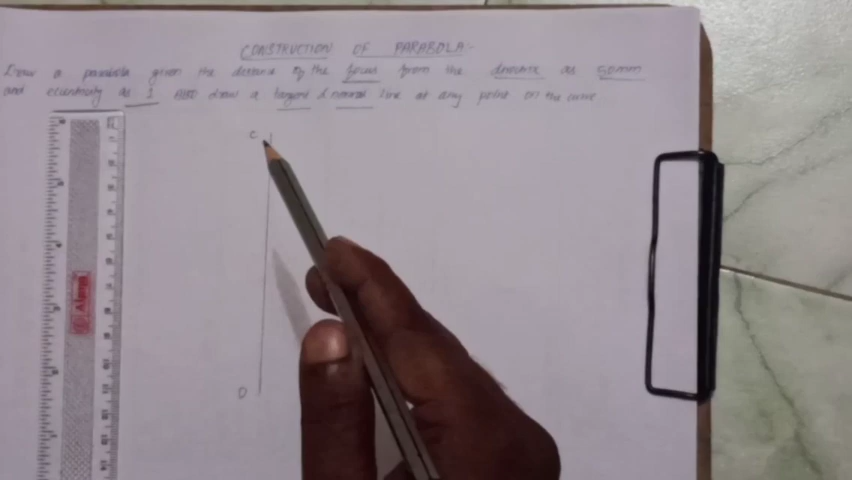 CONSTRUCTION OF PARABOLA:-
Draw a parabola given the distance of the focus from the directrix as 50mm
and eccentricity as 1. Also draw a tangent & normal line at any point on the curve
C
D